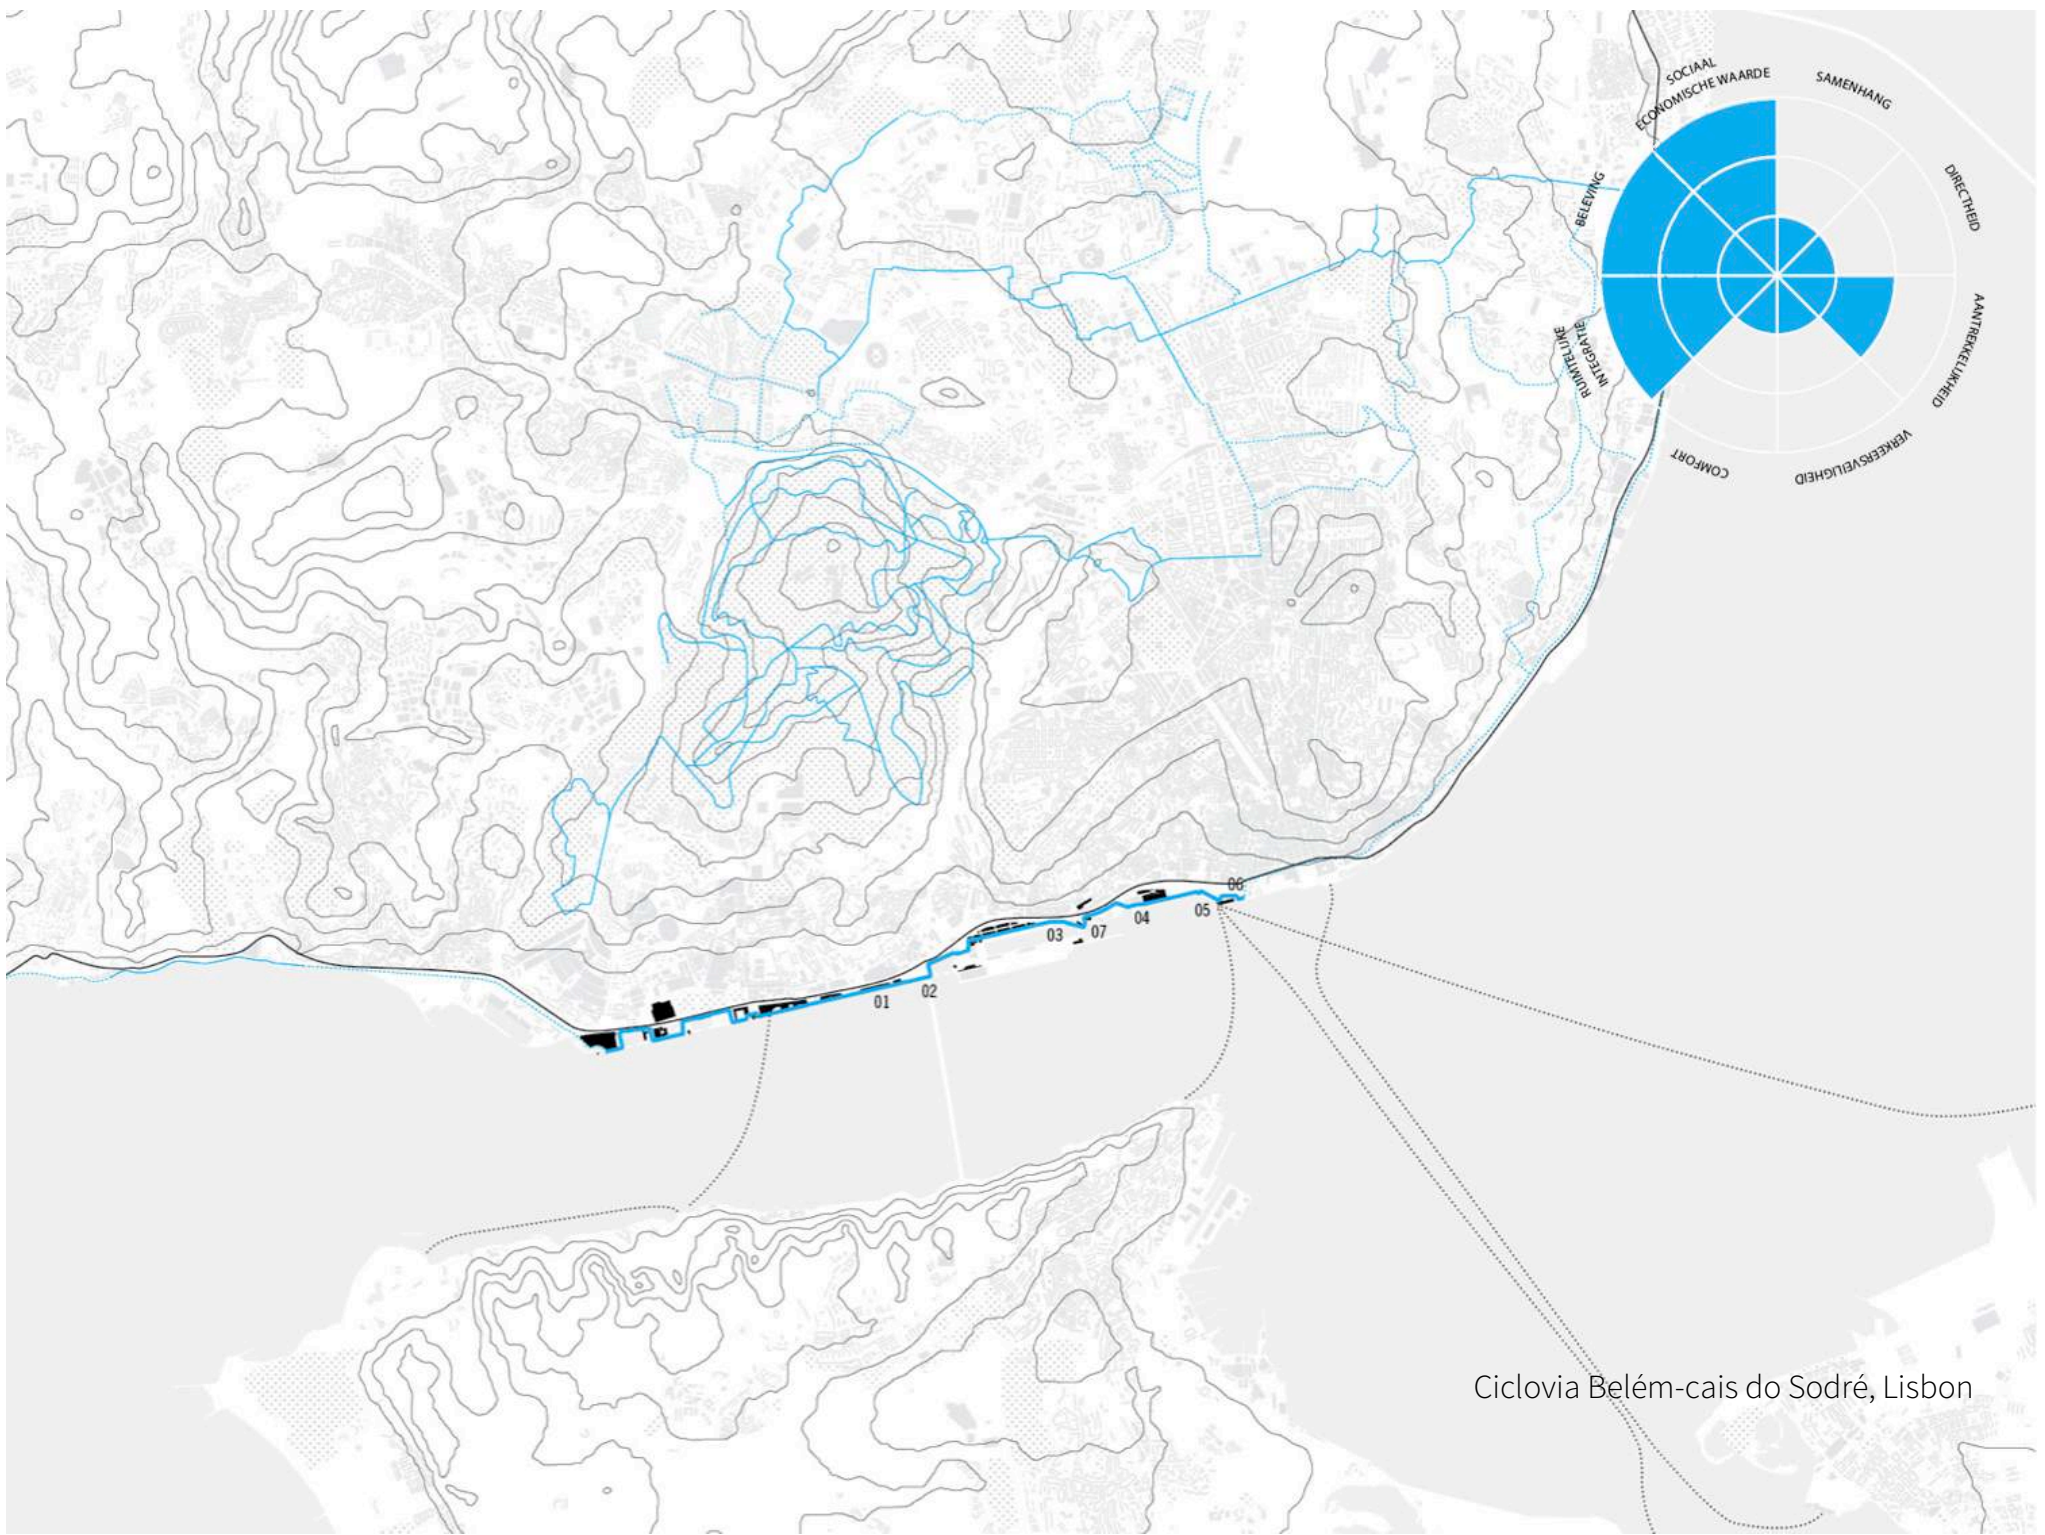 SOCIAAL
ECONOMISCHE WAARDE
SAMENHANG
DIRECTHEID
AANTREKKELIJKHEID
VERKEERSVEILIGHEID
COMFORT
RUIMTELIJKE
INTEGRATIE
BELEVING
06
05
04
07
03
02
01
Ciclovia Belém-cais do Sodré, Lisbon